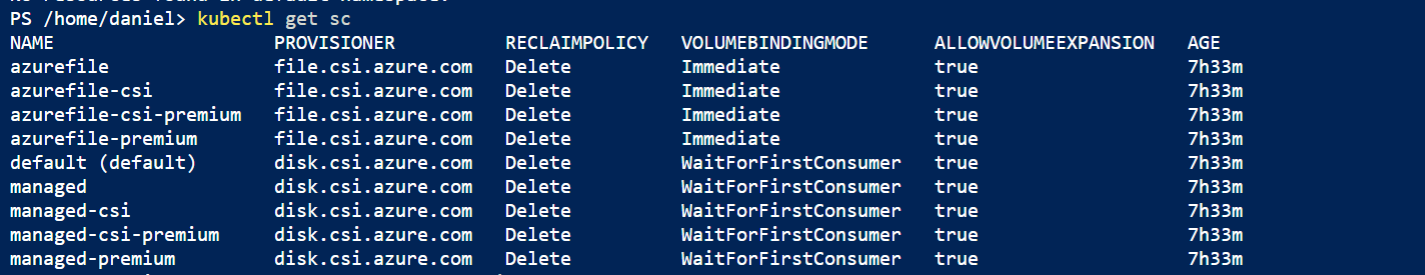 PS /home/daniel> kubectl get sc
NAME PROVISIONER RECLAIMPOLICY VOLUMEBINDINGMODE ALLOWVOLUMEEXPANSION AGE
azurefile file.csi.azure.com Delete Immediate true 7h33m
azurefile-csi file.csi.azure.com Delete Immediate true 7h33m
azurefile-csi-premium file.csi.azure.com Delete Immediate true 7h33m
azurefile-premium file.csi.azure.com Delete Immediate true 7h33m
default (default) disk.csi.azure.com Delete WaitForFirstConsumer true 7h33m
managed disk.csi.azure.com Delete WaitForFirstConsumer true 7h33m
managed-csi disk.csi.azure.com Delete WaitForFirstConsumer true 7h33m
managed-csi-premium disk.csi.azure.com Delete WaitForFirstConsumer true 7h33m
managed-premium disk.csi.azure.com Delete WaitForFirstConsumer true 7h33m